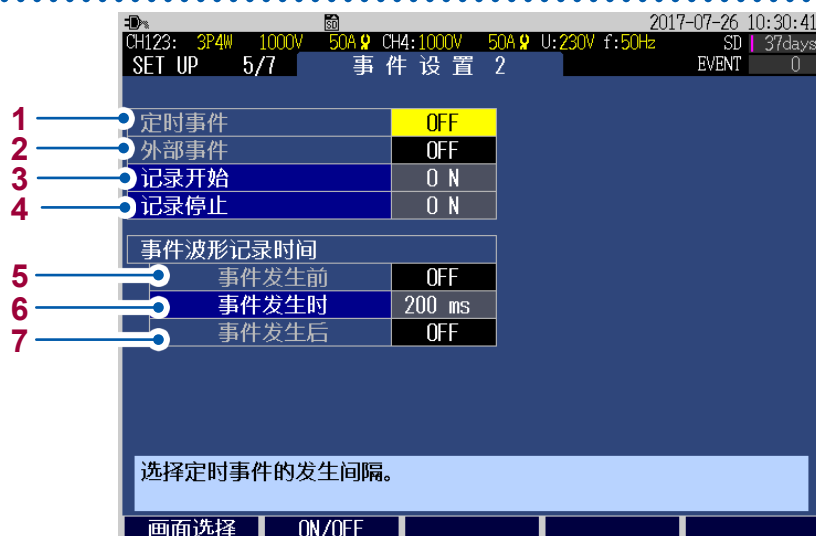 SD 2017-07-26 10:30:41
CH123: 3P4W 1000V 50A CH4:1000V 50A U:230V f:50Hz SD 37days
SET UP 5/7 事件设置 2 EVENT 0
1 定时事件 OFF
2 外部事件 OFF
3 记录开始 O N
4 记录停止 O N
事件波形记录时间
5 事件发生前 OFF
6 事件发生时 200 ms
7 事件发生后 OFF
选择定时事件的发生间隔。
画面选择 ON/OFF